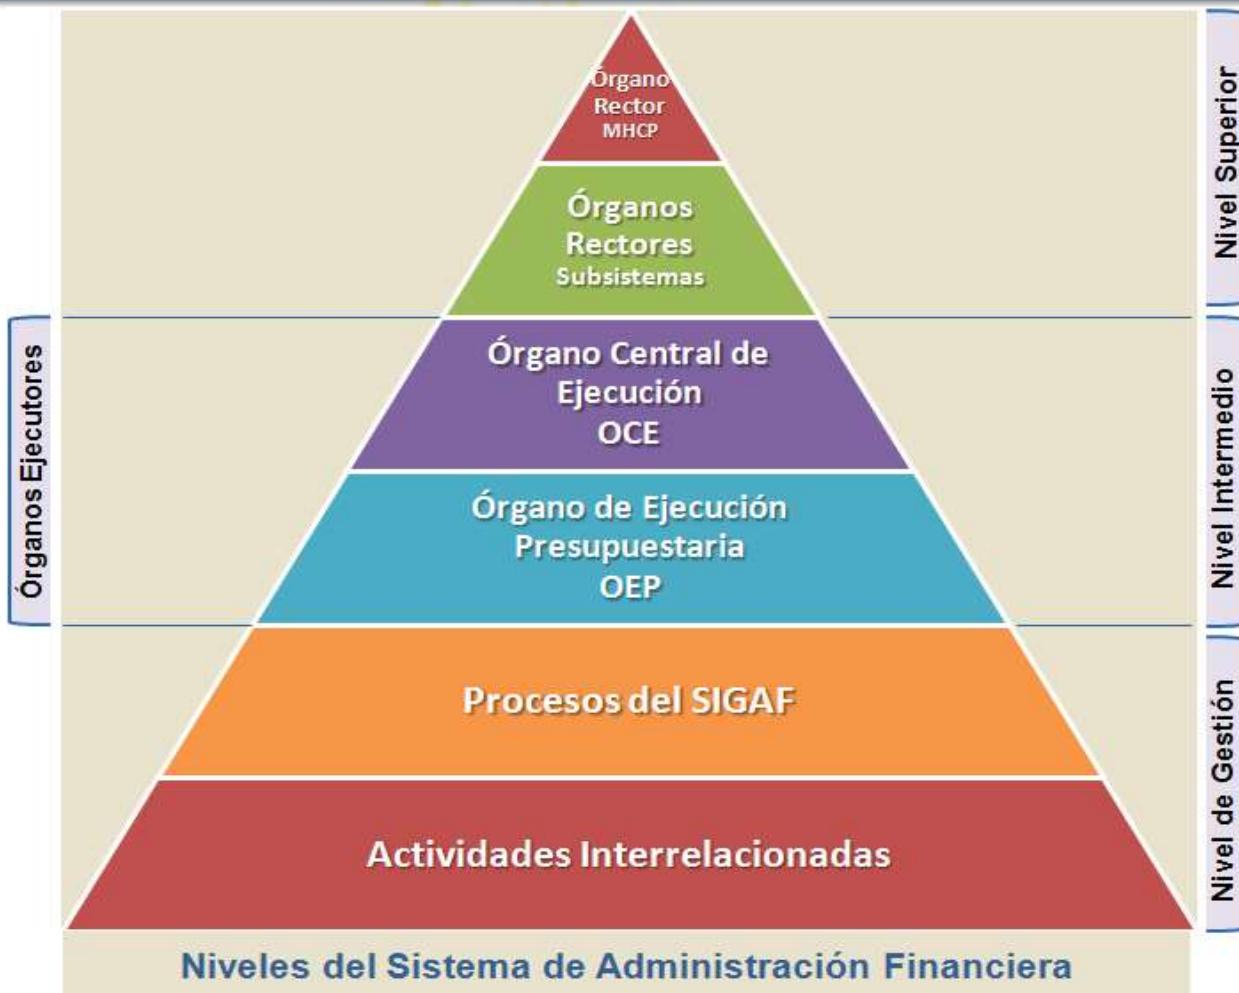 Órgano
Rector
MHCP
Órganos
Rectores
Subsistemas
Órgano Central de
Ejecución
OCE
Órgano de Ejecución
Presupuestaria
OEP
Procesos del SIGAF
Actividades Interrelacionadas
Órganos Ejecutores
Nivel Superior
Nivel Intermedio
Nivel de Gestión
Niveles del Sistema de Administración Financiera